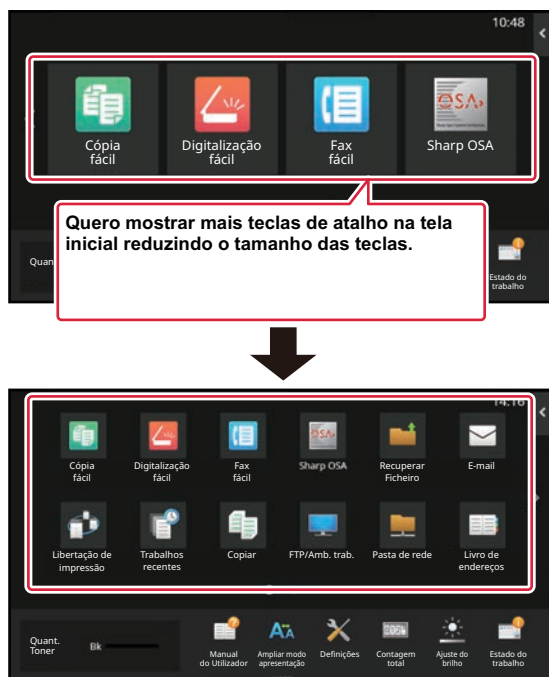 10:48
OSA
Cópia
fácil
Digitalização
fácil
Fax
fácil
Sharp OSA
Quero mostrar mais teclas de atalho na tela
inicial reduzindo o tamanho das teclas.
Quan
Estado do
trabalho
14:16
OSA
Cópia
fácil
Digitalização
fácil
Fax
fácil
Sharp OSA
Recuperar
Ficheiro
E-mail
Libertação de
impressão
Trabalhos
recentes
Copiar
FTP/Amb. trab.
Pasta de rede
Livro de
endereços
Quant.
Toner
Bk
Manual
do Utilizador
Ampliar modo
apresentação
Definições
Contagem
total
Ajuste do
brilho
Estado do
trabalho